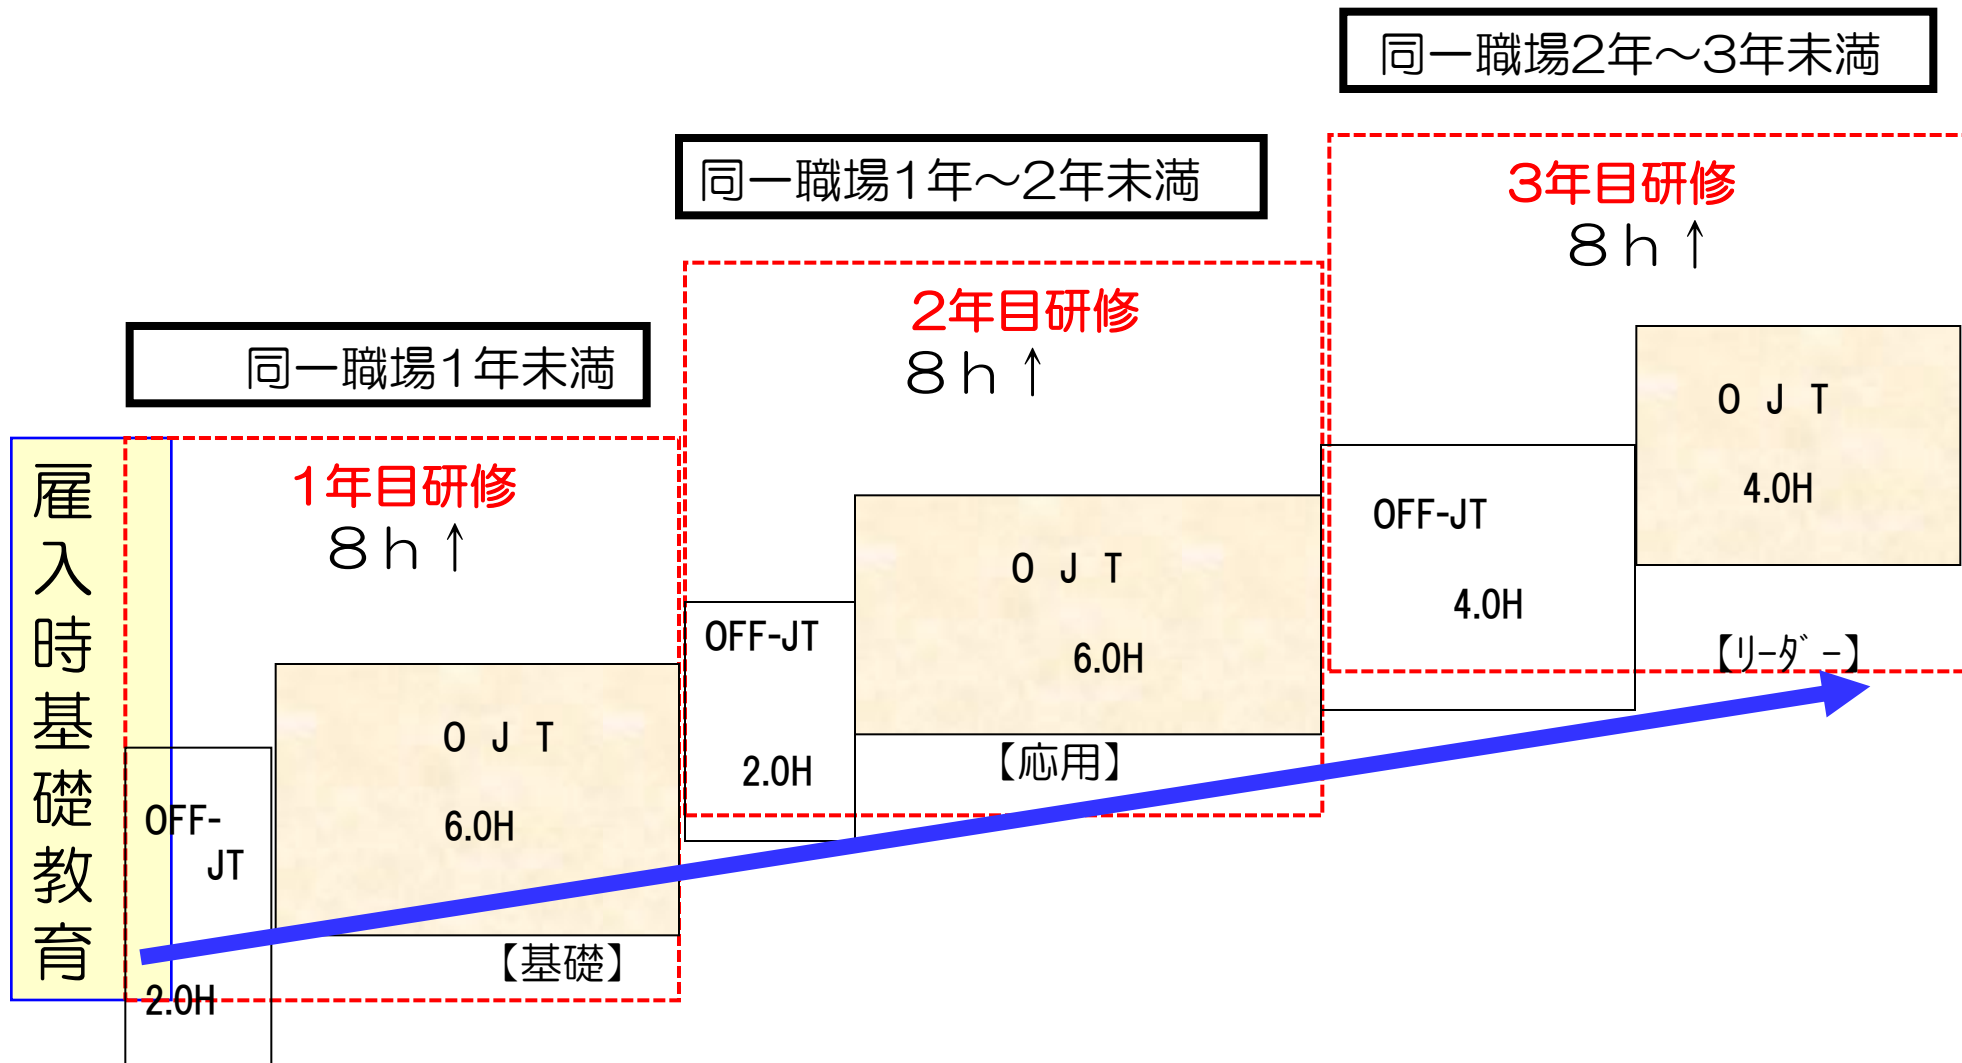 同一職場2年～3年未満
同一職場1年～2年未満
3年目研修
8ｈ↑
2年目研修
8ｈ↑
同一職場1年未満
OJT
4.0H
OFF-JT
4.0H
【ﾘｰﾀﾞｰ】
雇入時基礎教育
1年目研修
8ｈ↑
OJT
6.0H
OFF-JT
2.0H
【応用】
OJT
6.0H
OFF-
JT
2.0H
【基礎】